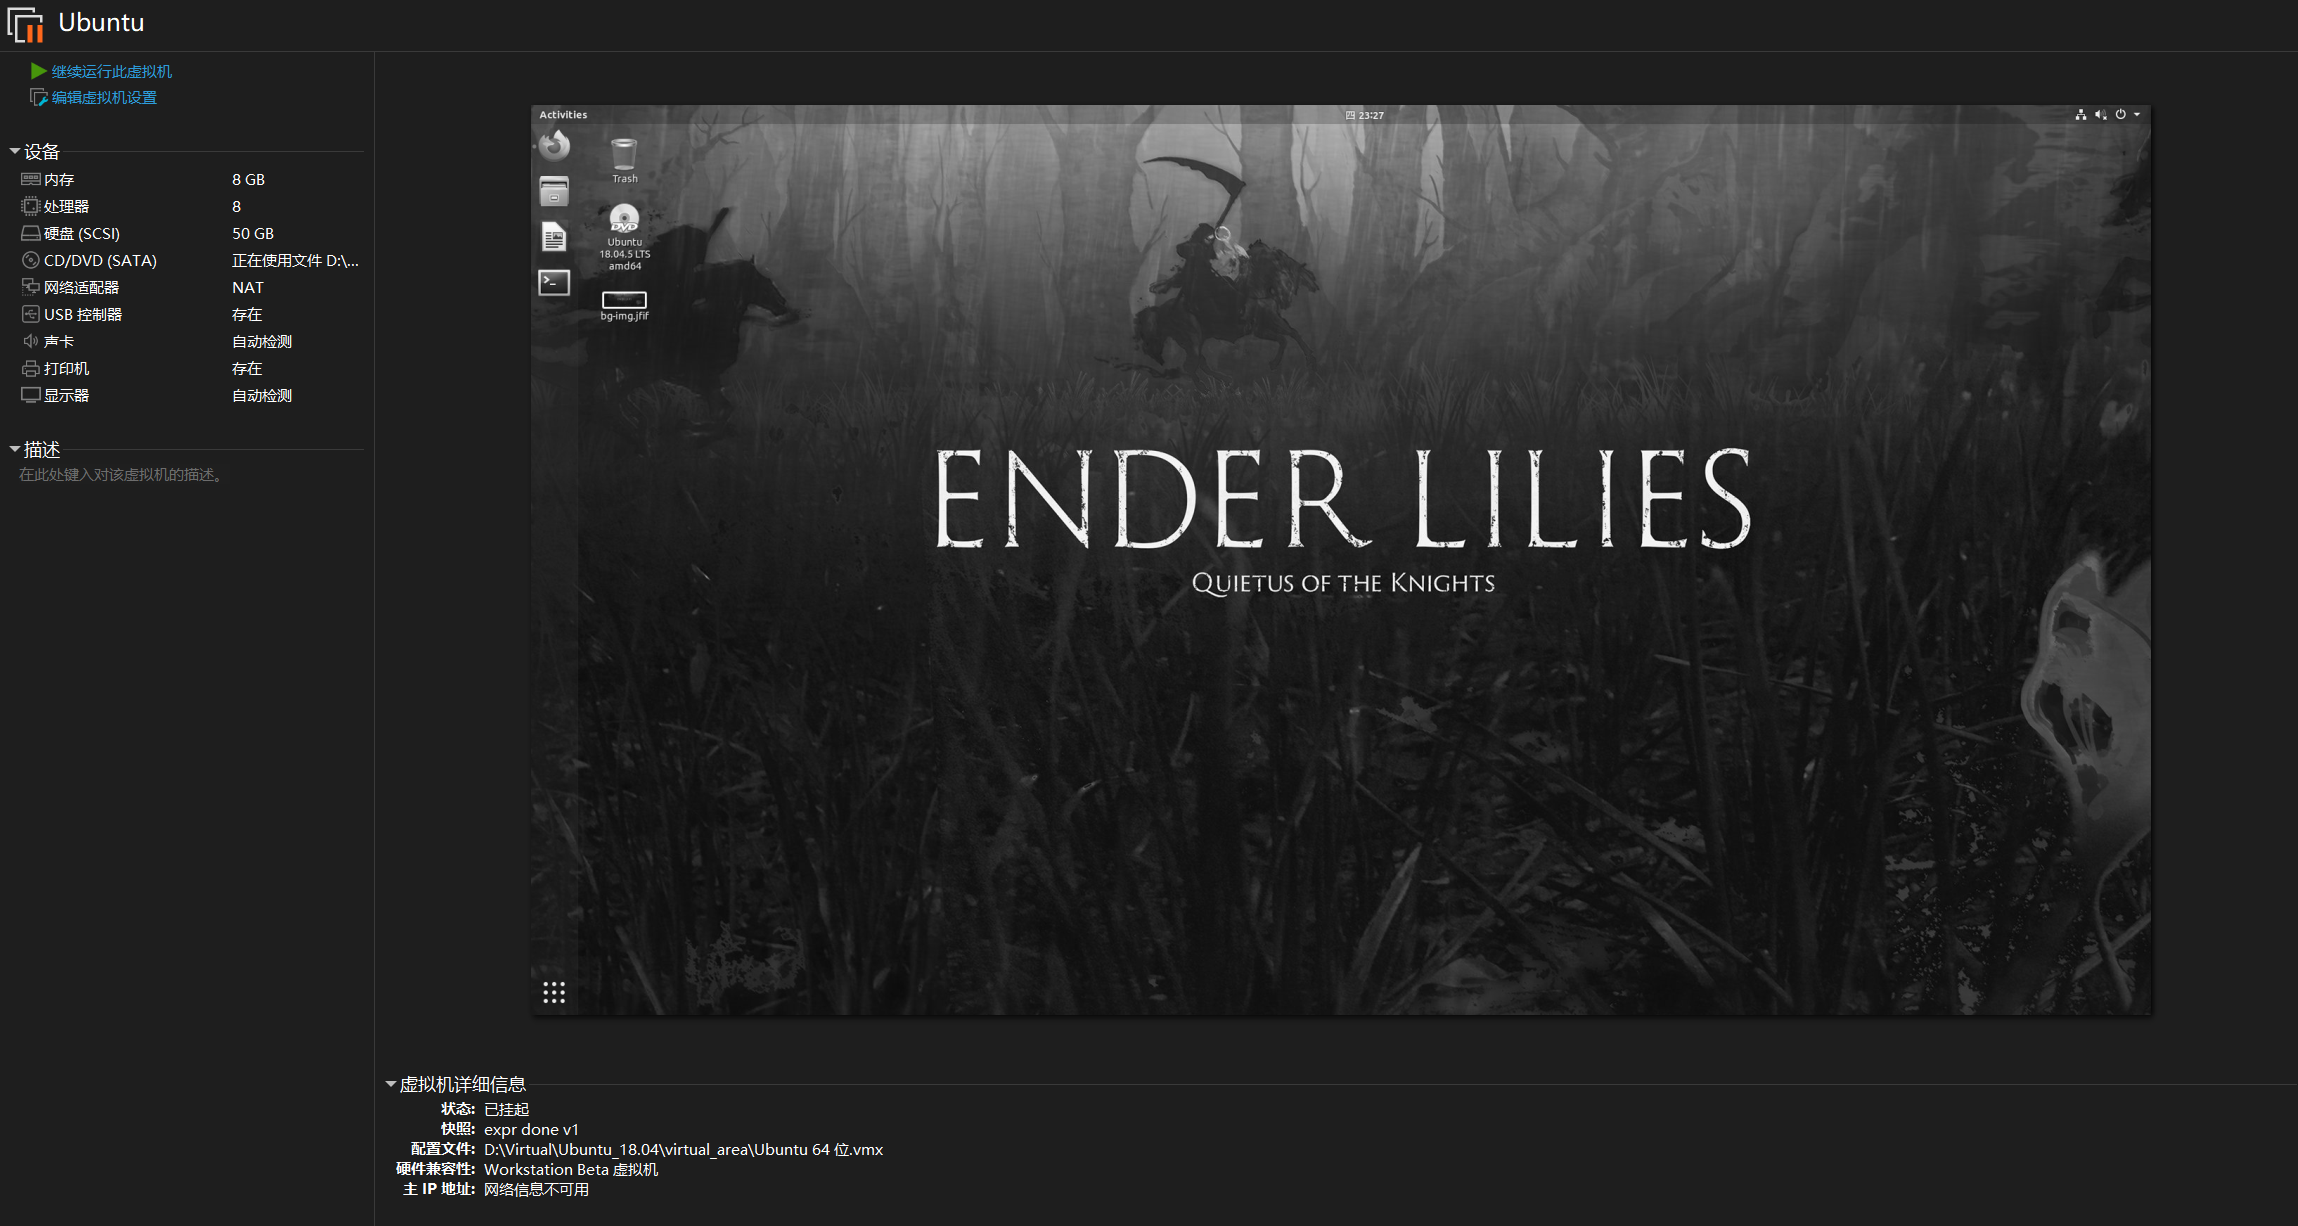 Ubuntu
继续运行此虚拟机
编辑虚拟机设置
设备
内存 8 GB
处理器 8
硬盘 (SCSI) 50 GB
CD/DVD (SATA) 正在使用文件 D:\...
网络适配器 NAT
USB 控制器 存在
声卡 自动检测
打印机 存在
显示器 自动检测
描述
在此处键入对该虚拟机的描述。
Activities
四 23:27
Trash
DVD
Ubuntu
18.04.5 LTS
amd64
bg-img.jfif
ENDER LILIES
QUIETUS OF THE KNIGHTS
虚拟机详细信息
状态: 已挂起
快照: expr done v1
配置文件: D:\Virtual\Ubuntu_18.04\virtual_area\Ubuntu 64 位.vmx
硬件兼容性: Workstation Beta 虚拟机
主 IP 地址: 网络信息不可用